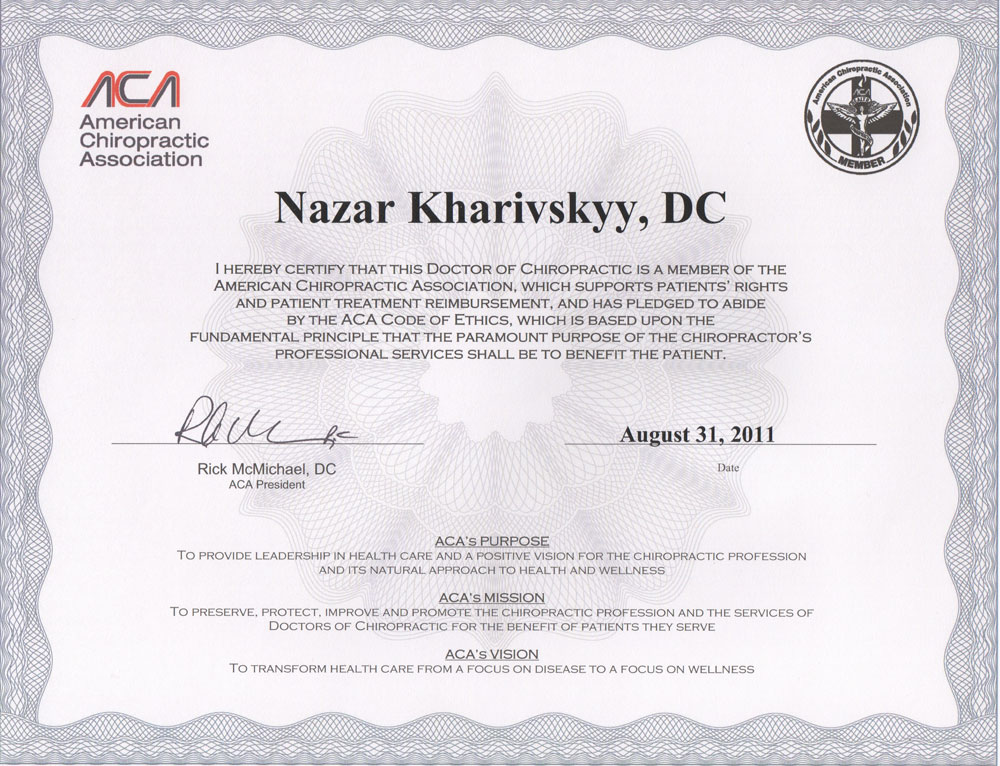 ACA
American
Chiropractic
Association
American Chiropractic Association
ACA
MEMBER
Nazar Kharivskyy, DC
I HEREBY CERTIFY THAT THIS DOCTOR OF CHIROPRACTIC IS A MEMBER OF THE
AMERICAN CHIROPRACTIC ASSOCIATION, WHICH SUPPORTS PATIENTS' RIGHTS
AND PATIENT TREATMENT REIMBURSEMENT, AND HAS PLEDGED TO ABIDE
BY THE ACA CODE OF ETHICS, WHICH IS BASED UPON THE
FUNDAMENTAL PRINCIPLE THAT THE PARAMOUNT PURPOSE OF THE CHIROPRACTOR'S
PROFESSIONAL SERVICES SHALL BE TO BENEFIT THE PATIENT.
August 31, 2011
Rick McMichael, DC
Date
ACA President
ACA'S PURPOSE
TO PROVIDE LEADERSHIP IN HEALTH CARE AND A POSITIVE VISION FOR THE CHIROPRACTIC PROFESSION
AND ITS NATURAL APPROACH TO HEALTH AND WELLNESS
ACA'S MISSION
TO PRESERVE, PROTECT, IMPROVE AND PROMOTE THE CHIROPRACTIC PROFESSION AND THE SERVICES OF
DOCTORS OF CHIROPRACTIC FOR THE BENEFIT OF PATIENTS THEY SERVE
ACA'S VISION
TO TRANSFORM HEALTH CARE FROM A FOCUS ON DISEASE TO A FOCUS ON WELLNESS